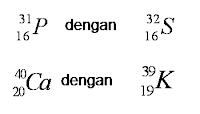 ³¹₁₆P dengan ³²₁₆S
⁴⁰₂₀Ca dengan ³⁹₁₉K